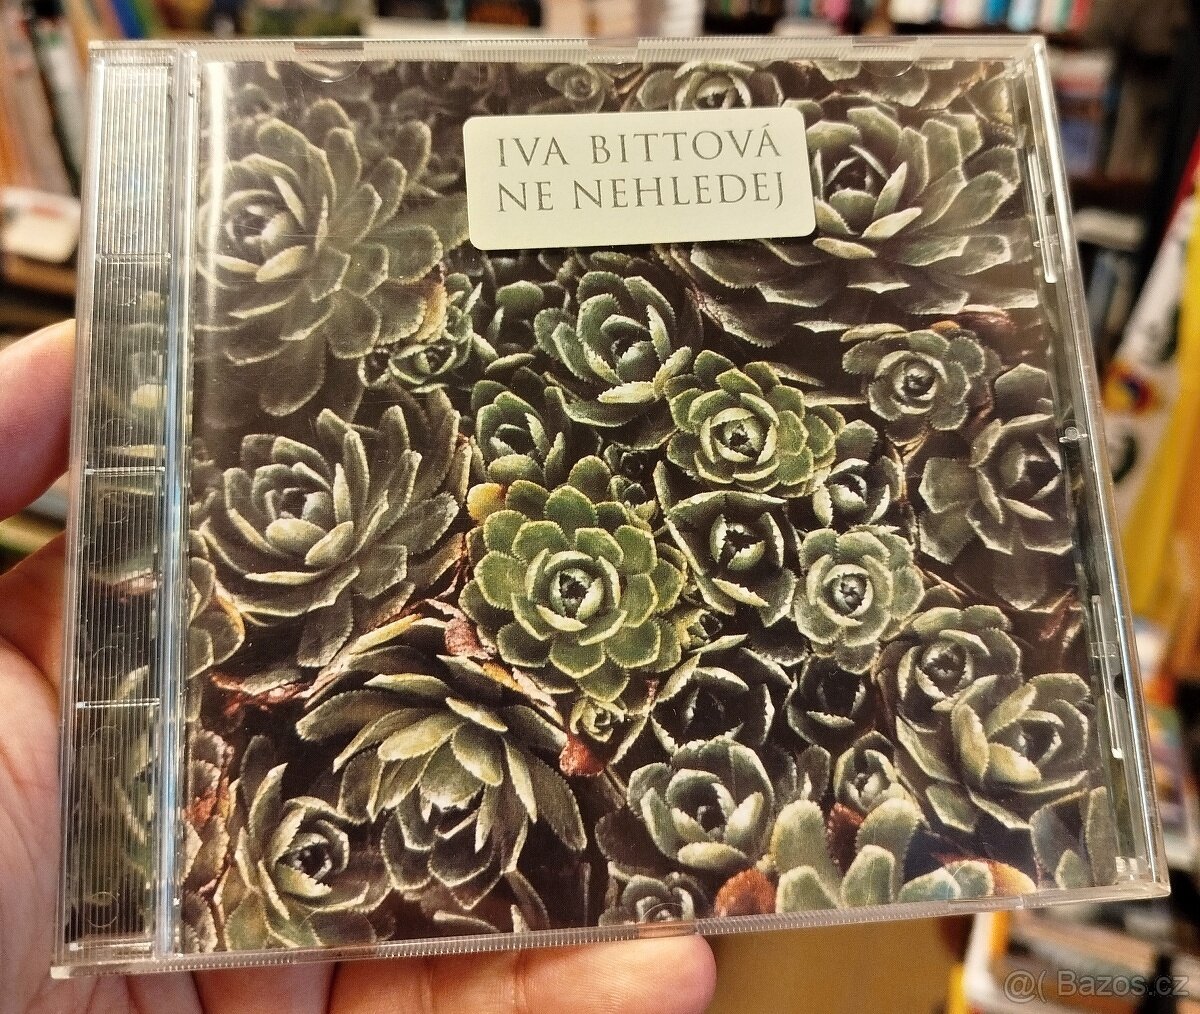 IVA BITTOVÁ
NE NEHLEDEJ
@( Bazos.cz